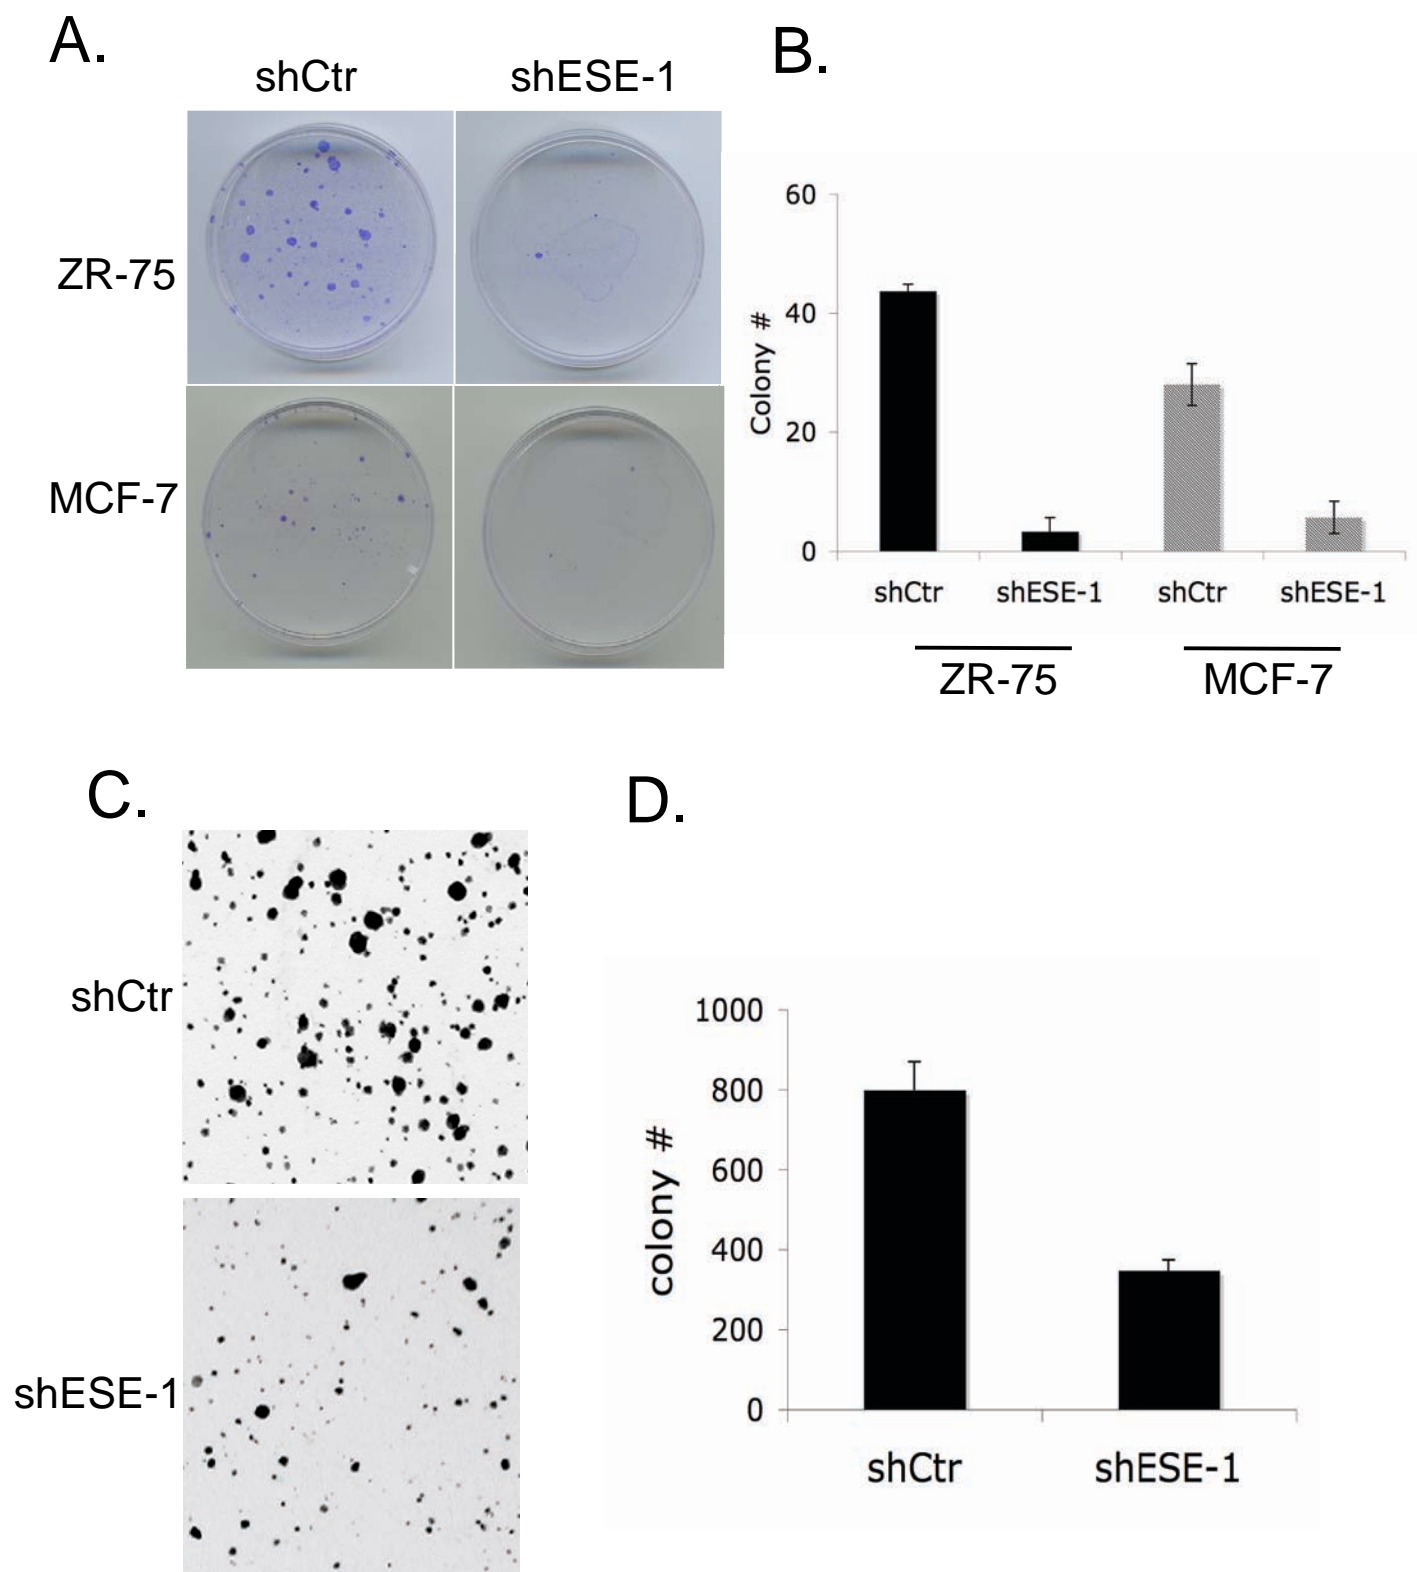 A.
shCtr shESE-1
ZR-75
MCF-7
B.
60
40
20
0
Colony #
shCtr shESE-1 shCtr shESE-1
ZR-75 MCF-7
C.
shCtr
shESE-1
D.
1000
800
600
400
200
0
colony #
shCtr shESE-1